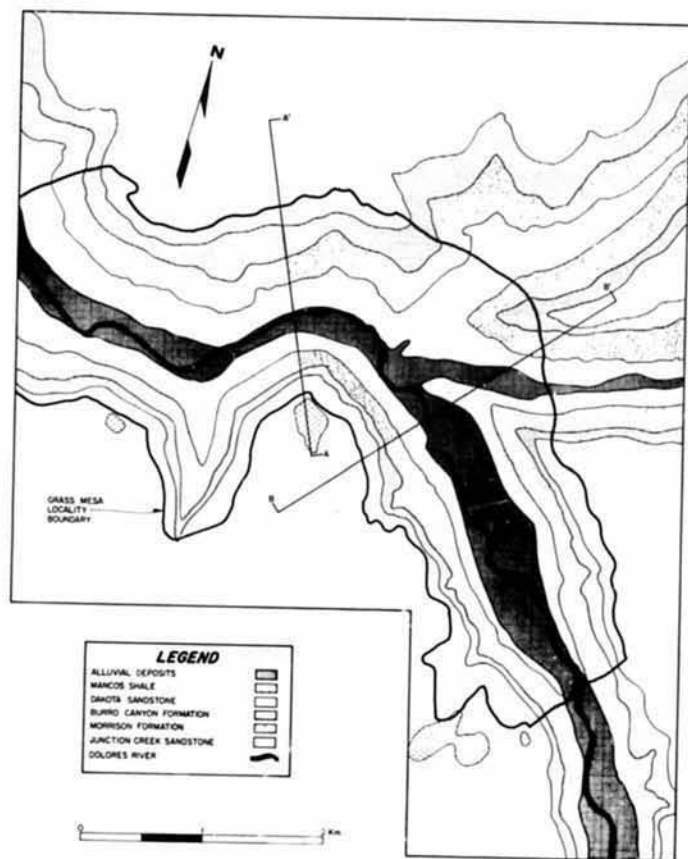 N
A'
B'
A
B
GRASS MESA
LOCALITY
BOUNDARY
LEGEND
ALLUVIAL DEPOSITS
MANCOS SHALE
DAKOTA SANDSTONE
BURRO CANYON FORMATION
MORRISON FORMATION
JUNCTION CREEK SANDSTONE
DOLORES RIVER
0
Km